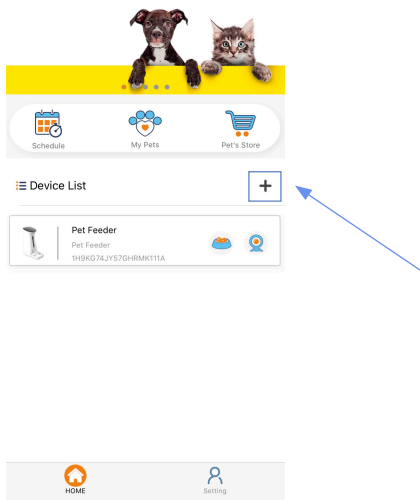 Schedule
My Pets
Pet's Store
Device List
+
Pet Feeder
Pet Feeder
1H9KG74JY57GHRMK111A
HOME
Setting